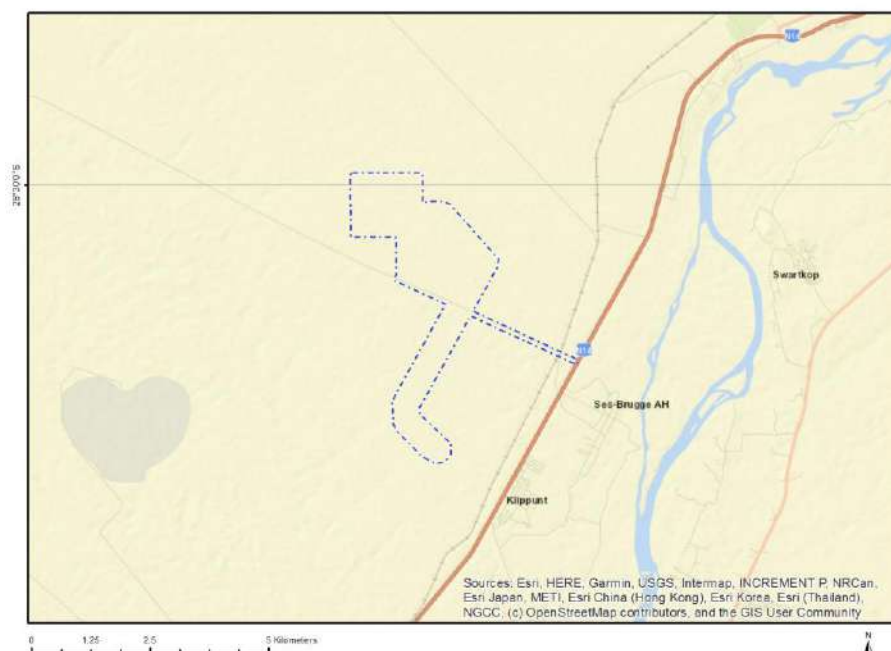 N14
28°30'0"S
Swartkop
N14
Ses-Brugge AH
Klippunt
Sources: Esri, HERE, Garmin, USGS, Intermap, INCREMENT P, NRCan,
Esri Japan, METI, Esri China (Hong Kong), Esri Korea, Esri (Thailand),
NGCC, (c) OpenStreetMap contributors, and the GIS User Community
0 1.25 2.5 5 Kilometers
N